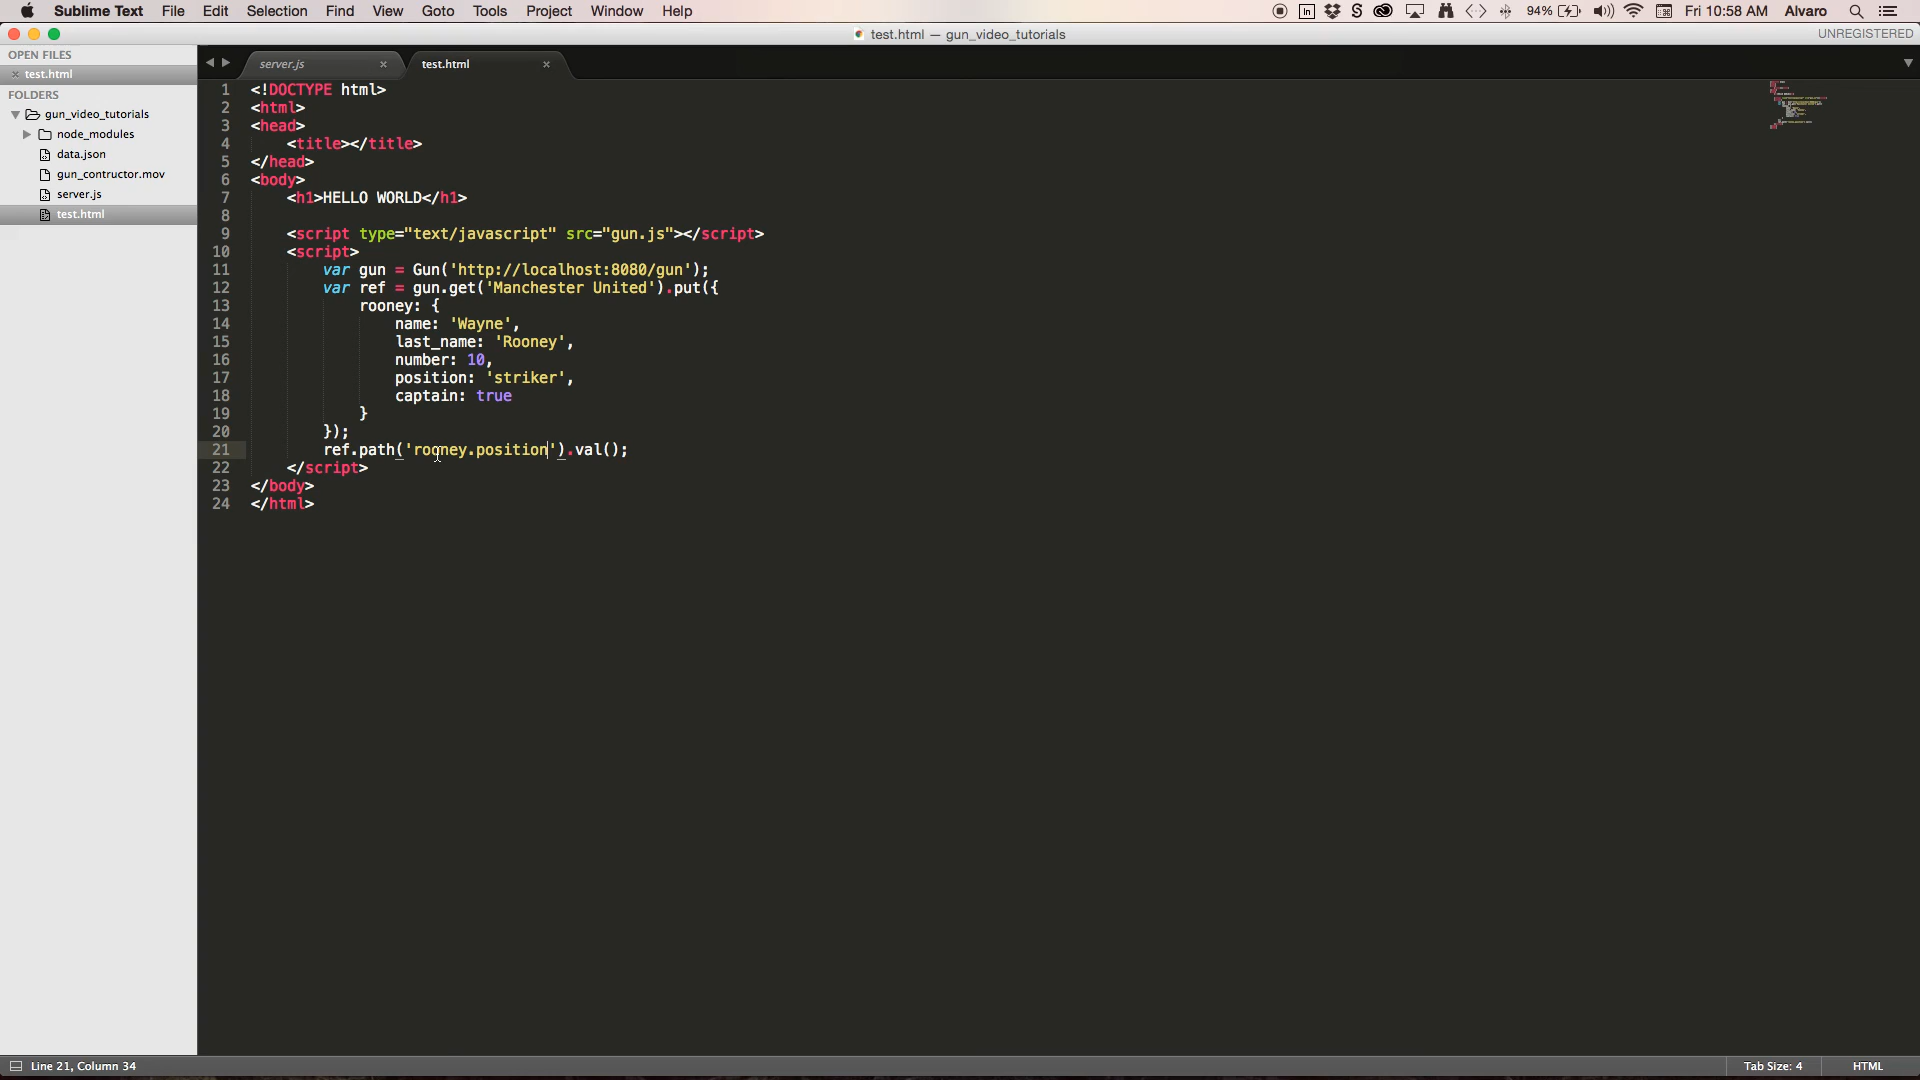 Sublime Text File Edit Selection Find View Goto Tools Project Window Help 94% Fri 10:58 AM Alvaro
test.html — gun_video_tutorials UNREGISTERED
OPEN FILES
test.html
FOLDERS
gun_video_tutorials
node_modules
data.json
gun_contructor.mov
server.js
test.html
server.js test.html
1 <!DOCTYPE html>
2 <html>
3 <head>
4 <title></title>
5 </head>
6 <body>
7 <h1>HELLO WORLD</h1>
8
9 <script type="text/javascript" src="gun.js"></script>
10 <script>
11 var gun = Gun('http://localhost:8080/gun');
12 var ref = gun.get('Manchester United').put({
13 rooney: {
14 name: 'Wayne',
15 last_name: 'Rooney',
16 number: 10,
17 position: 'striker',
18 captain: true
19 }
20 });
21 ref.path('rooney.position').val();
22 </script>
23 </body>
24 </html>
Line 21, Column 34 Tab Size: 4 HTML